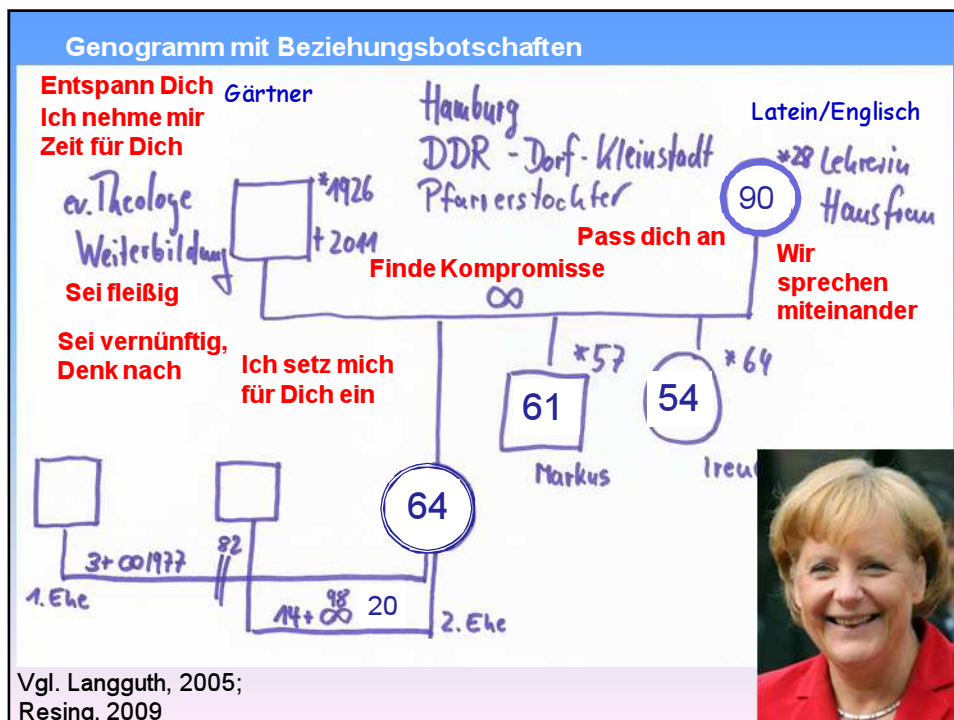 Genogramm mit Beziehungsbotschaften
Entspann Dich
Ich nehme mir
Zeit für Dich
Gärtner
Hamburg
DDR - Dorf - Kleinstadt
Pfarrerstochter
Latein/Englisch
*28 Lehrerin
Hausfrau
90
ev. Theologe
Weiterbildung
*1926
+ 2011
Pass dich an
Finde Kompromisse
∞
Wir
sprechen
miteinander
Sei fleißig
Sei vernünftig,
Denk nach
Ich setz mich
für Dich ein
*57
61
Markus
*64
54
64
82
3+ ∞1977
1. Ehe
98
14+ ∞ 20
2. Ehe
Vgl. Langguth, 2005;
Resing, 2009